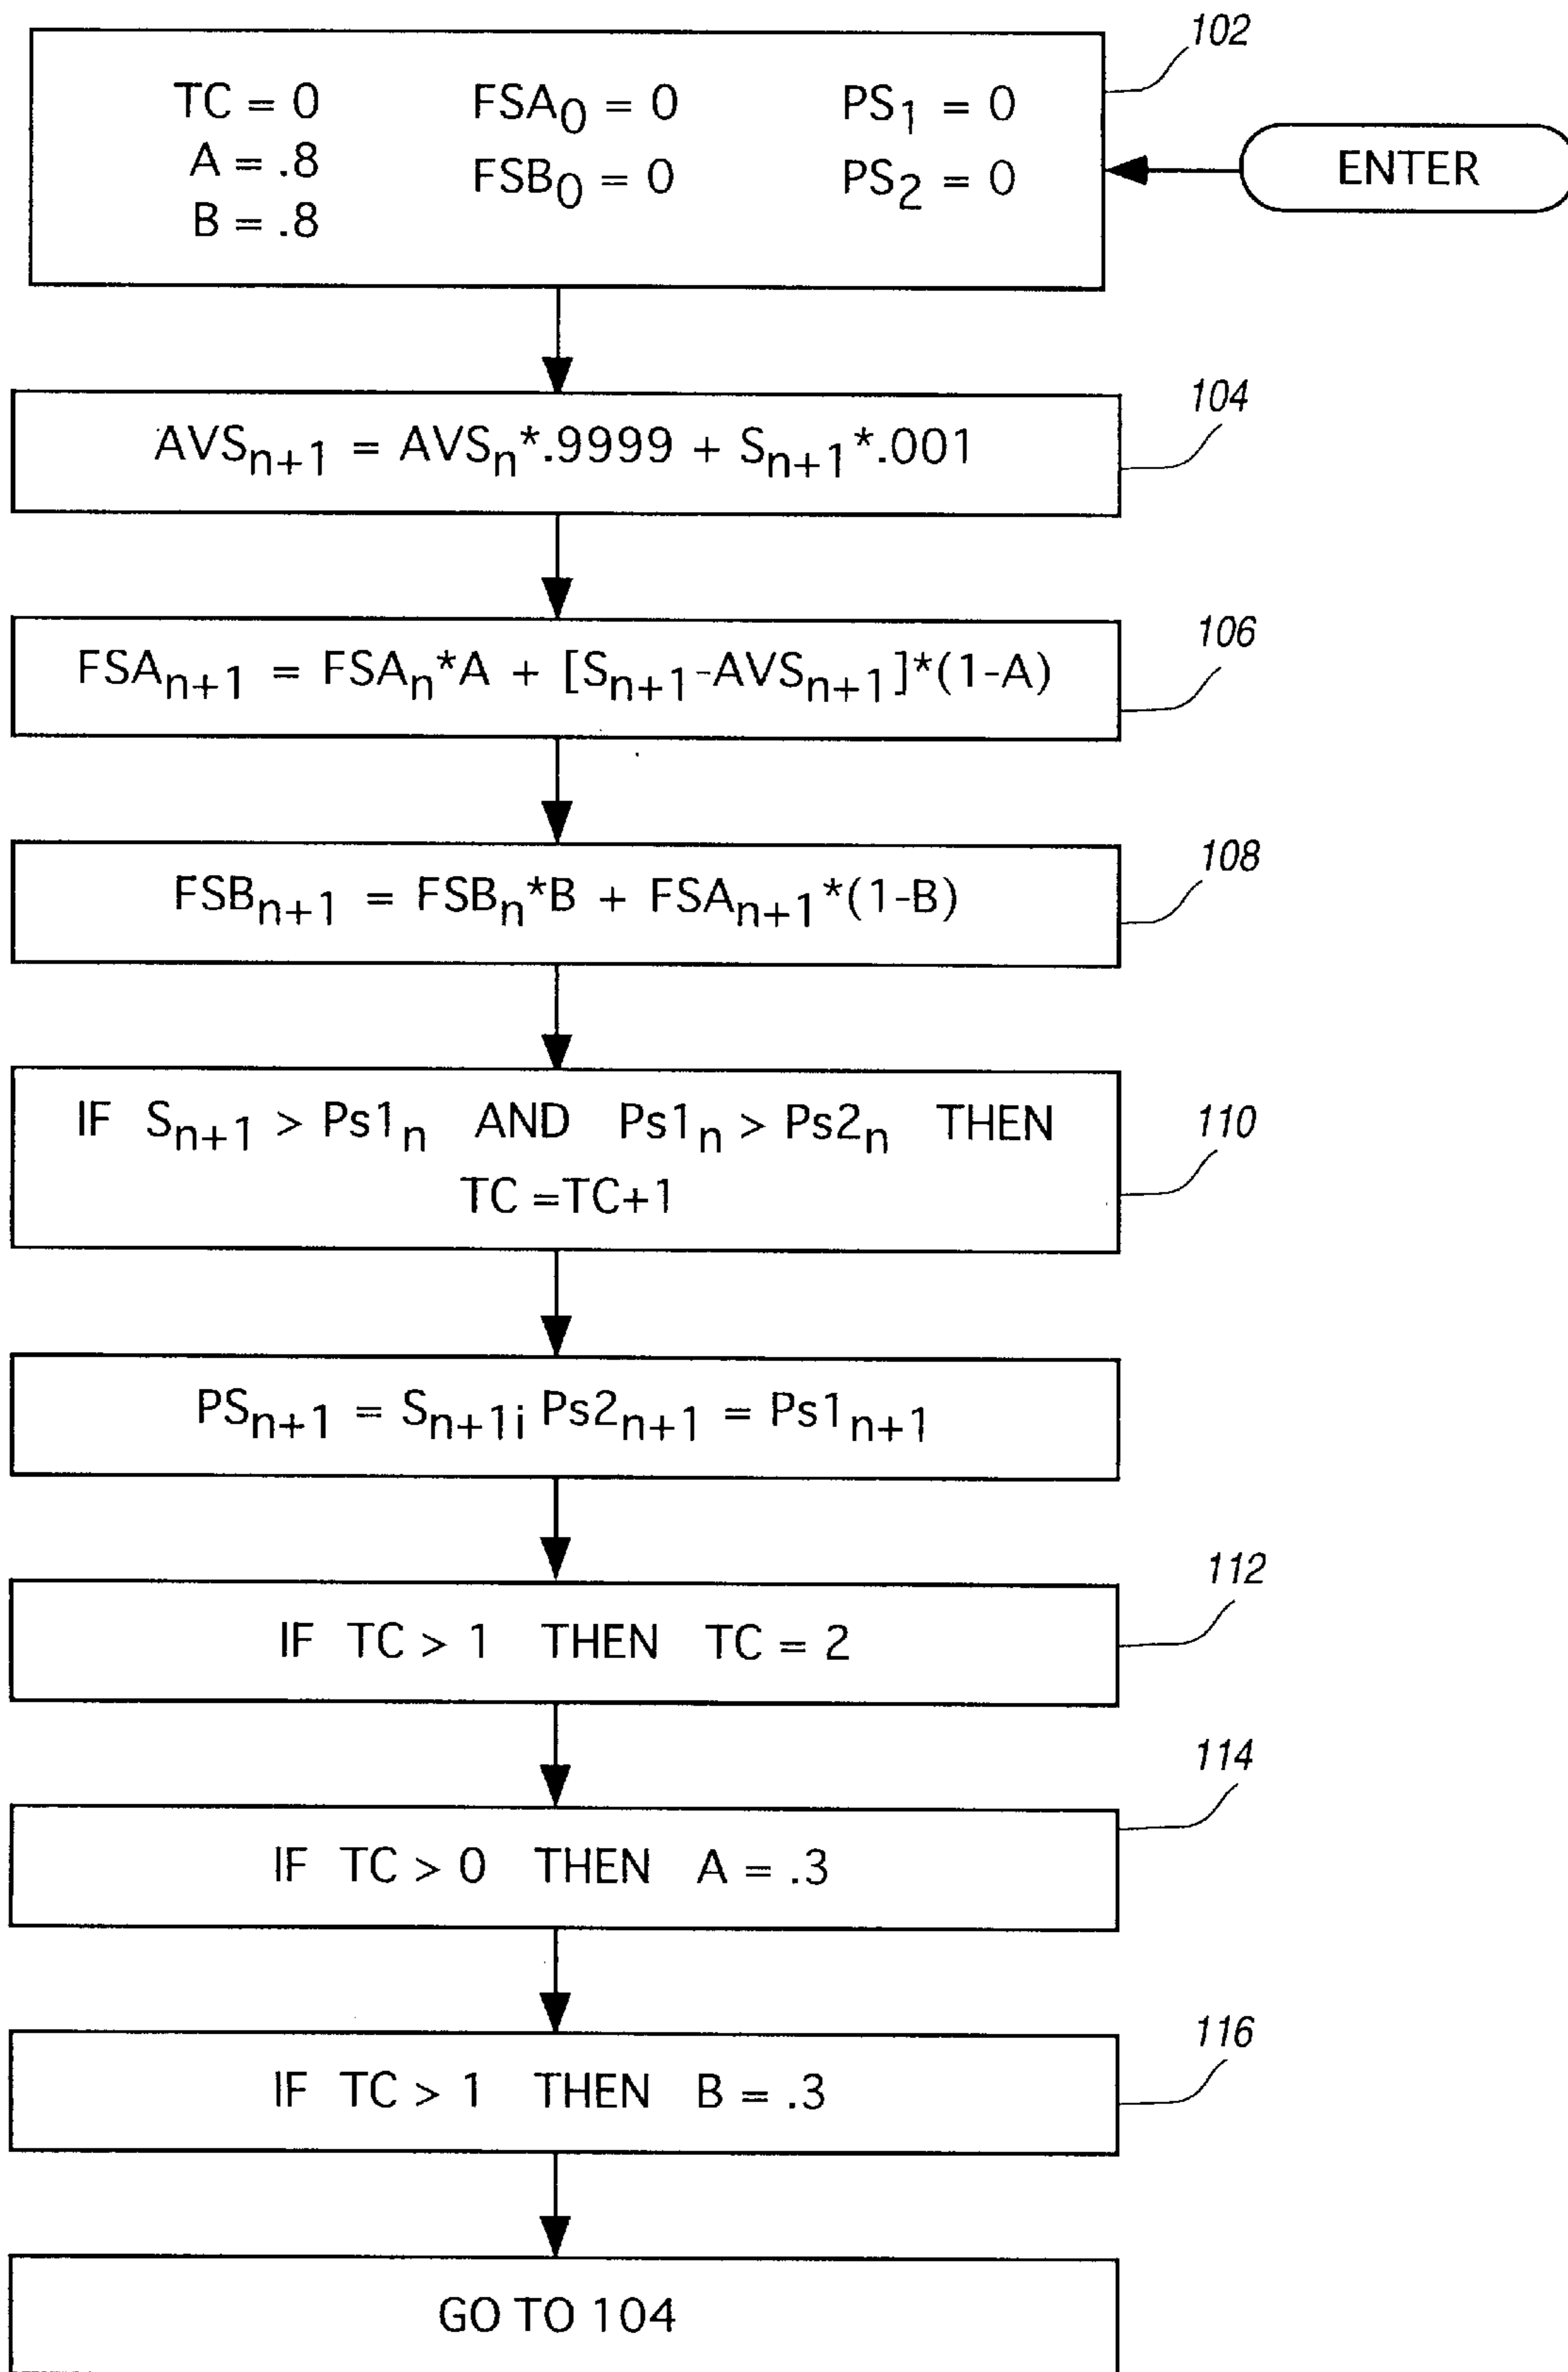 102
TC = 0 FSA₀ = 0 PS₁ = 0
A = .8 FSB₀ = 0 PS₂ = 0
B = .8
ENTER
104
AVSₙ₊₁ = AVSₙ*.9999 + Sₙ₊₁*.001
106
FSAₙ₊₁ = FSAₙ*A + [Sₙ₊₁-AVSₙ₊₁]*(1-A)
108
FSBₙ₊₁ = FSBₙ*B + FSAₙ₊₁*(1-B)
110
IF Sₙ₊₁ > Ps1ₙ AND Ps1ₙ > Ps2ₙ THEN
TC =TC+1
PSₙ₊₁ = Sₙ₊₁ᵢ Ps2ₙ₊₁ = Ps1ₙ₊₁
112
IF TC > 1 THEN TC = 2
114
IF TC > 0 THEN A = .3
116
IF TC > 1 THEN B = .3
GO TO 104